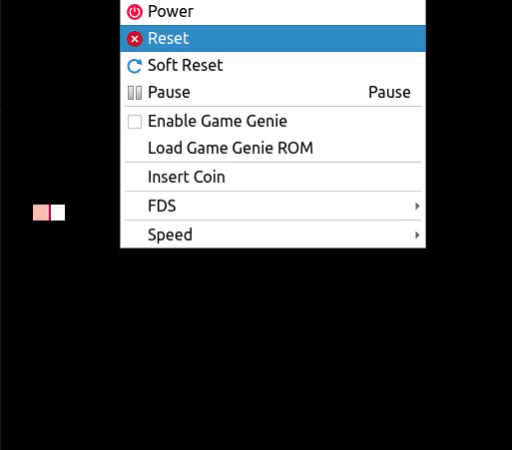 Power
Reset
Soft Reset
Pause Pause
Enable Game Genie
Load Game Genie ROM
Insert Coin
FDS
Speed